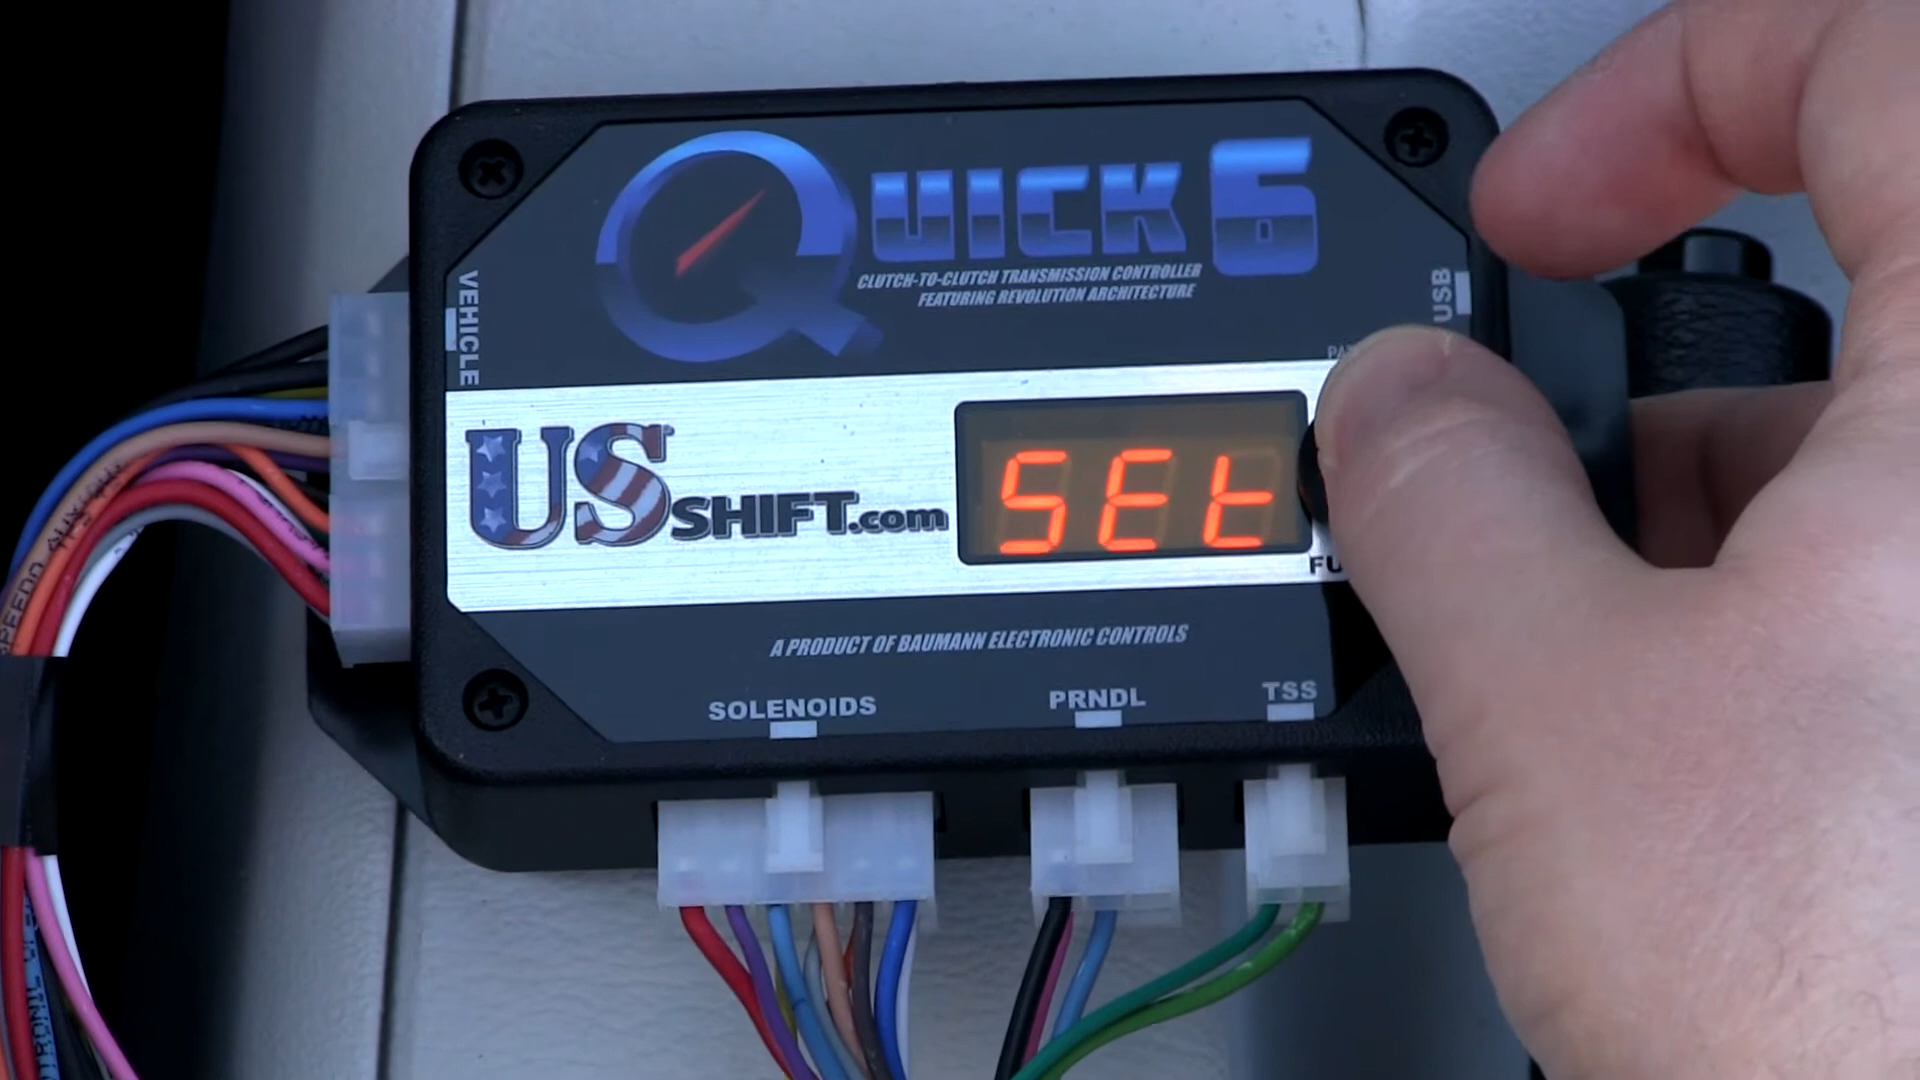 QUICK 6
CLUTCH-TO-CLUTCH TRANSMISSION CONTROLLER
FEATURING REVOLUTION ARCHITECTURE
VEHICLE
USB
US SHIFT.com
SEt
A PRODUCT OF BAUMANN ELECTRONIC CONTROLS
SOLENOIDS
PRNDL
TSS